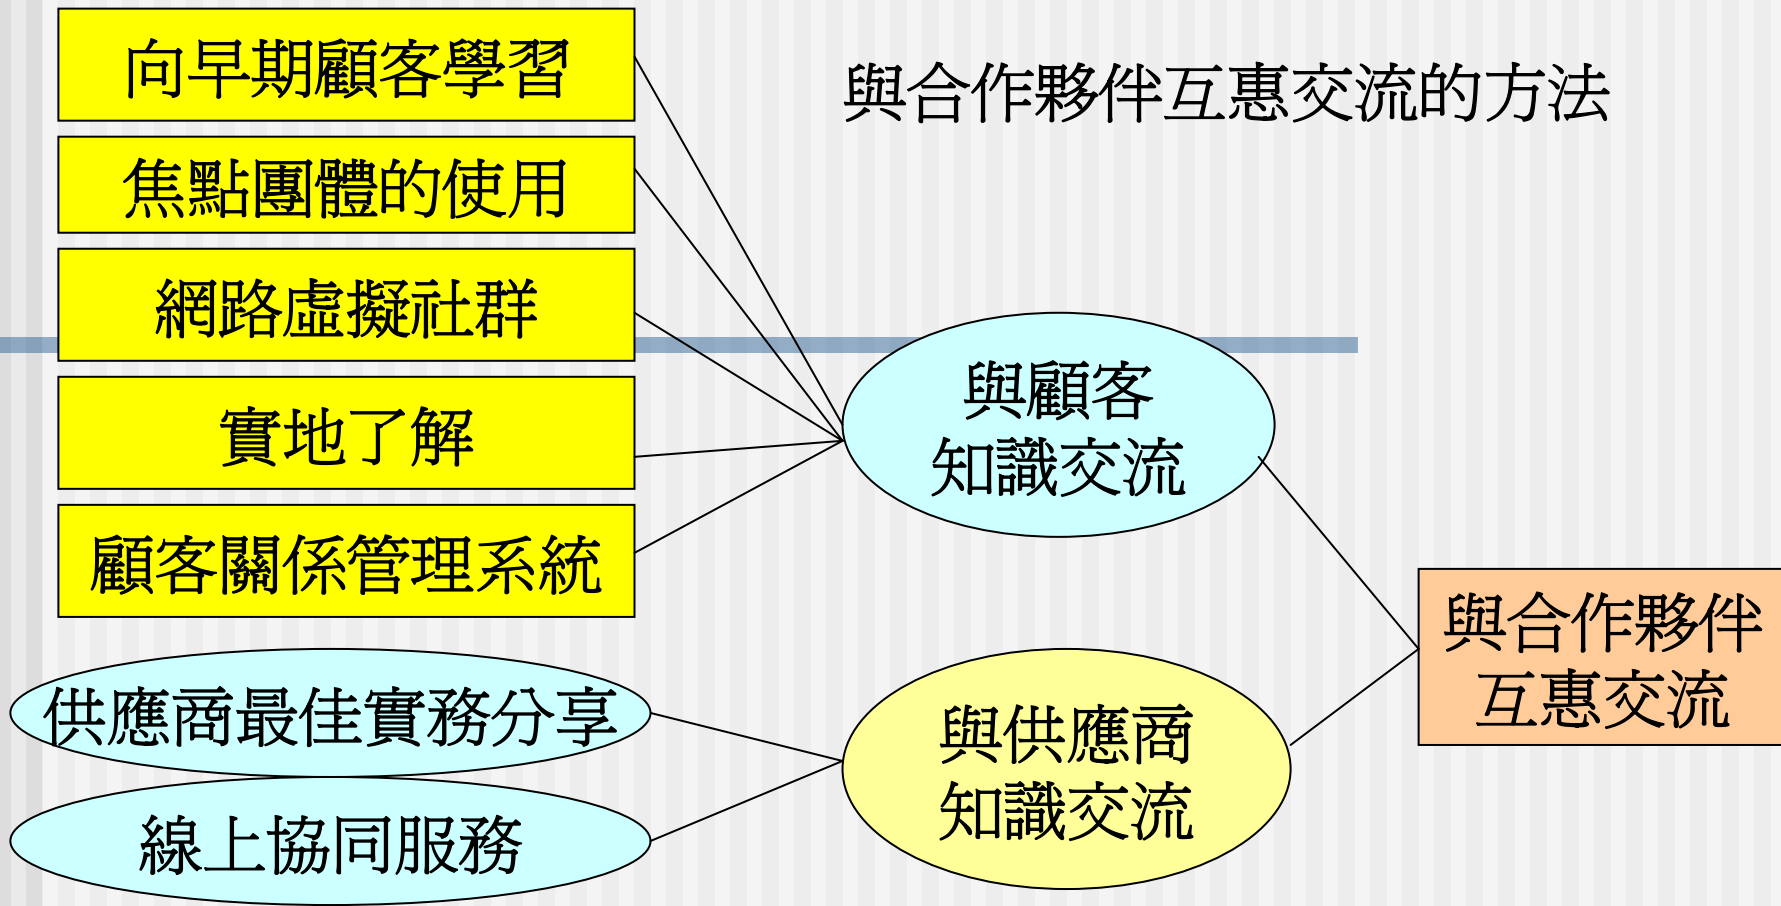 與合作夥伴互惠交流的方法
向早期顧客學習
焦點團體的使用
網路虛擬社群
實地了解
顧客關係管理系統
與顧客
知識交流
供應商最佳實務分享
線上協同服務
與供應商
知識交流
與合作夥伴
互惠交流